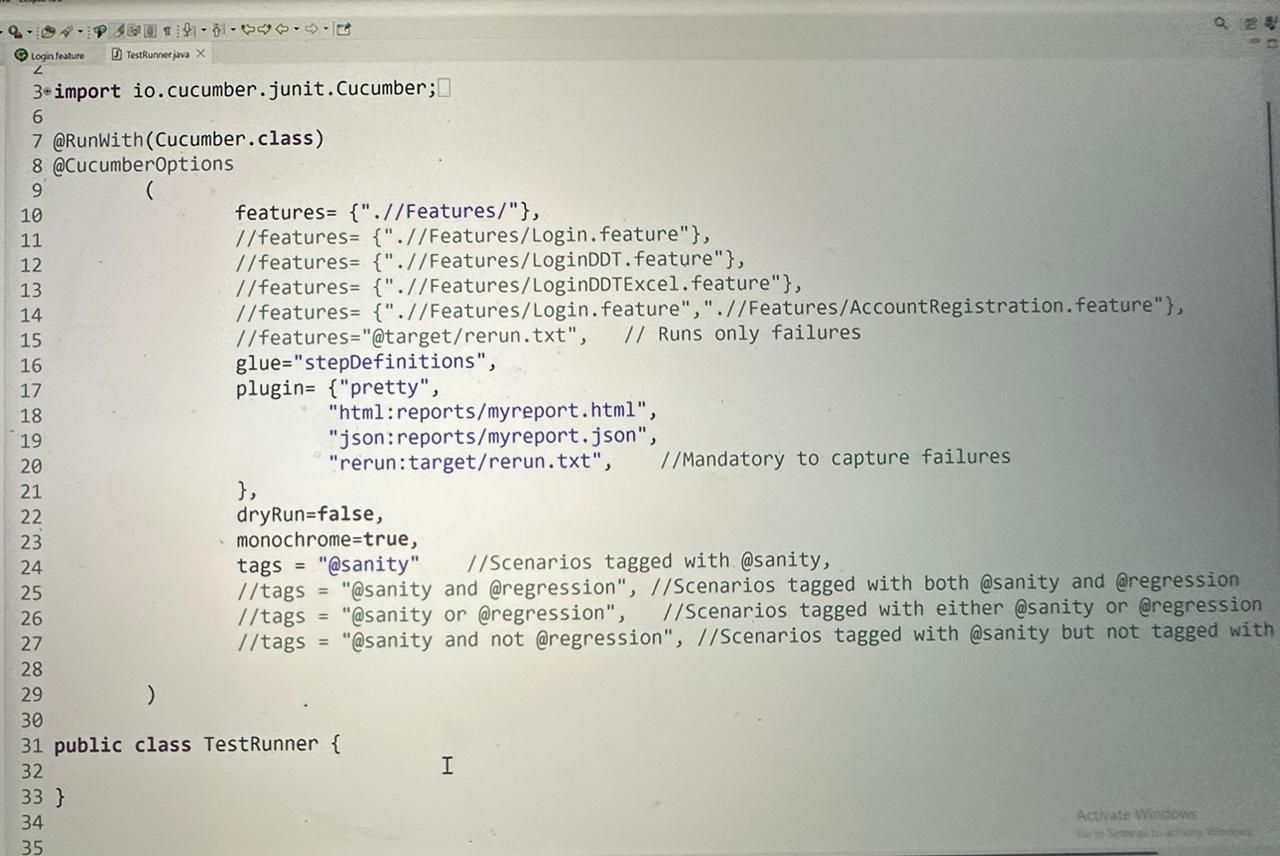 Login.feature
TestRunner.java
2
3 import io.cucumber.junit.Cucumber;
6
7 @RunWith(Cucumber.class)
8 @CucumberOptions
9 (
10 features= {".//Features/"},
11 //features= {".//Features/Login.feature"},
12 //features= {".//Features/LoginDDT.feature"},
13 //features= {".//Features/LoginDDTExcel.feature"},
14 //features= {".//Features/Login.feature",".//Features/AccountRegistration.feature"},
15 //features="@target/rerun.txt", // Runs only failures
16 glue="stepDefinitions",
17 plugin= {"pretty",
18 "html:reports/myreport.html",
19 "json:reports/myreport.json",
20 "rerun:target/rerun.txt", //Mandatory to capture failures
21 },
22 dryRun=false,
23 monochrome=true,
24 tags = "@sanity" //Scenarios tagged with @sanity,
25 //tags = "@sanity and @regression", //Scenarios tagged with both @sanity and @regression
26 //tags = "@sanity or @regression", //Scenarios tagged with either @sanity or @regression
27 //tags = "@sanity and not @regression", //Scenarios tagged with @sanity but not tagged with
28
29 )
30
31 public class TestRunner {
32
33 }
34
35
Activate Windows
Go to Settings to activate Windows.